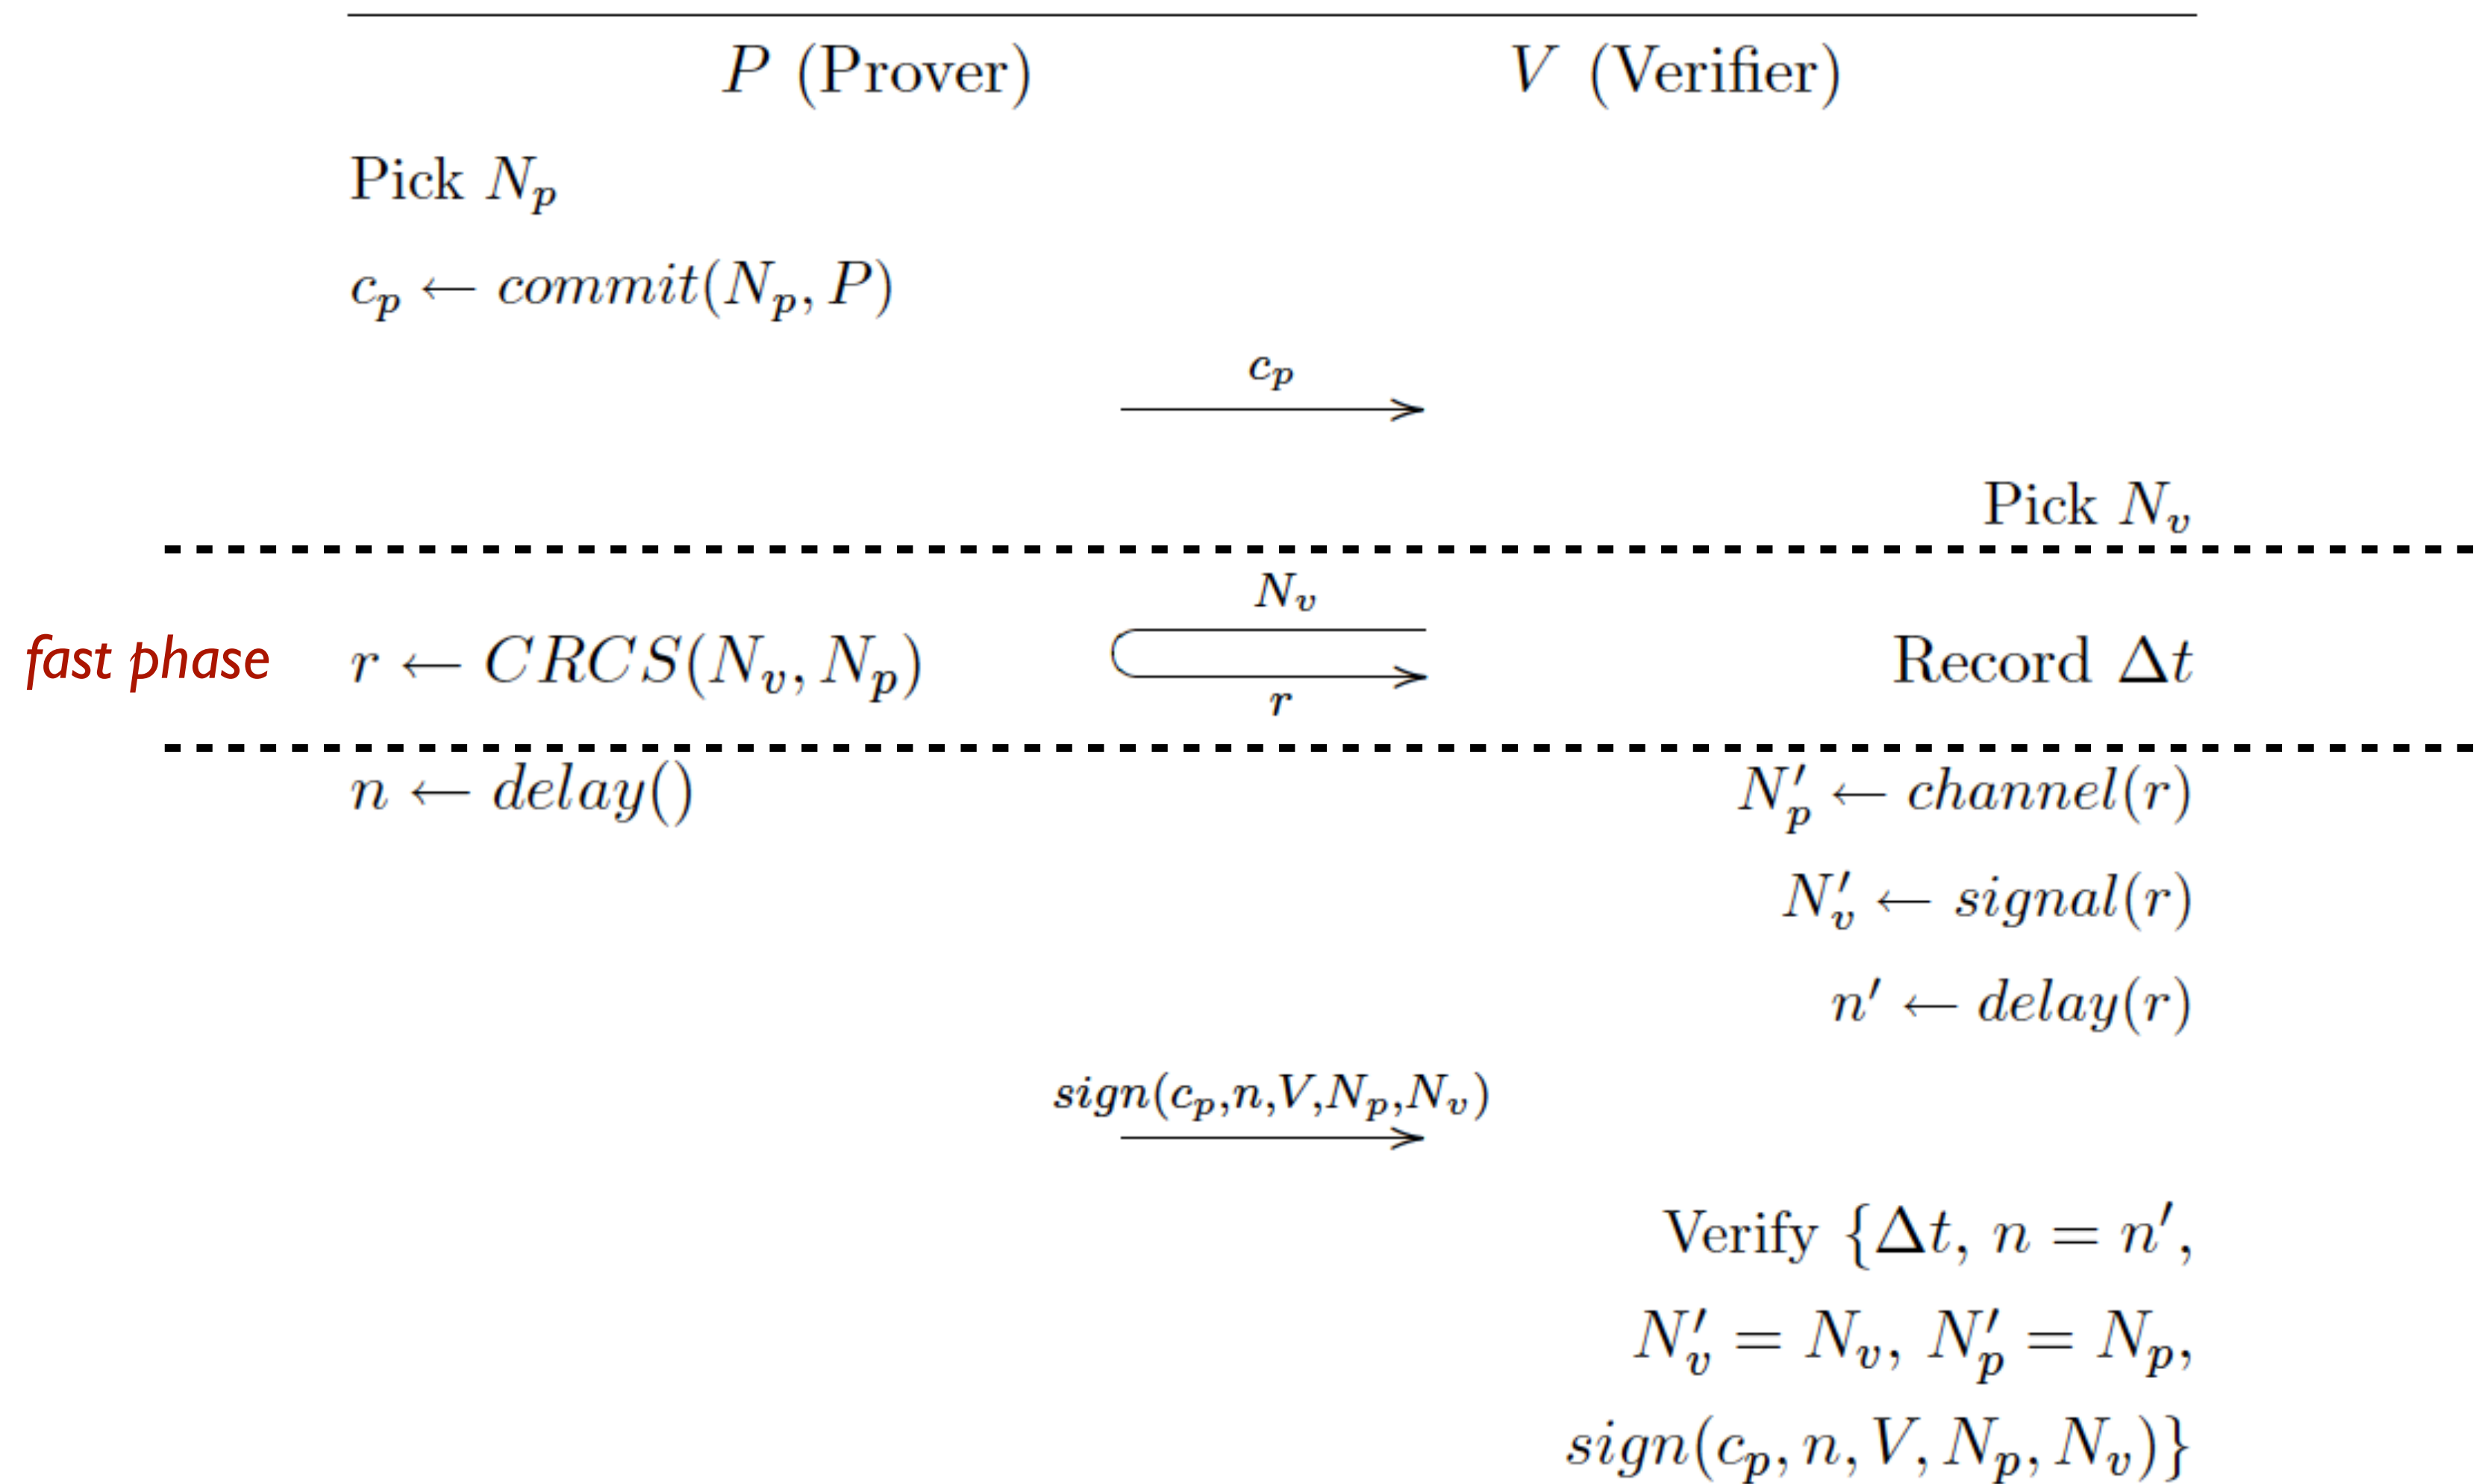 P (Prover) V (Verifier)
Pick N_p
c_p ← commit(N_p, P)
c_p
Pick N_v
N_v
fast phase r ← CRCS(N_v, N_p) Record Δt
r
n ← delay() N′_p ← channel(r)
N′_v ← signal(r)
n′ ← delay(r)
sign(c_p,n,V,N_p,N_v)
Verify {Δt, n = n′,
N′_v = N_v, N′_p = N_p,
sign(c_p, n, V, N_p, N_v)}